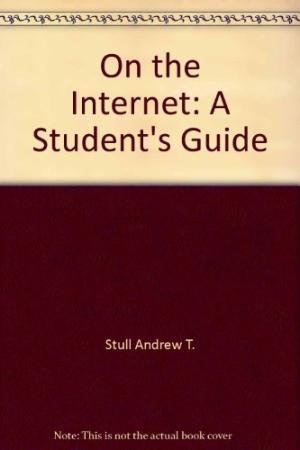 On the
Internet: A
Student's Guide
Stull Andrew T.
Note: This is not the actual book cover